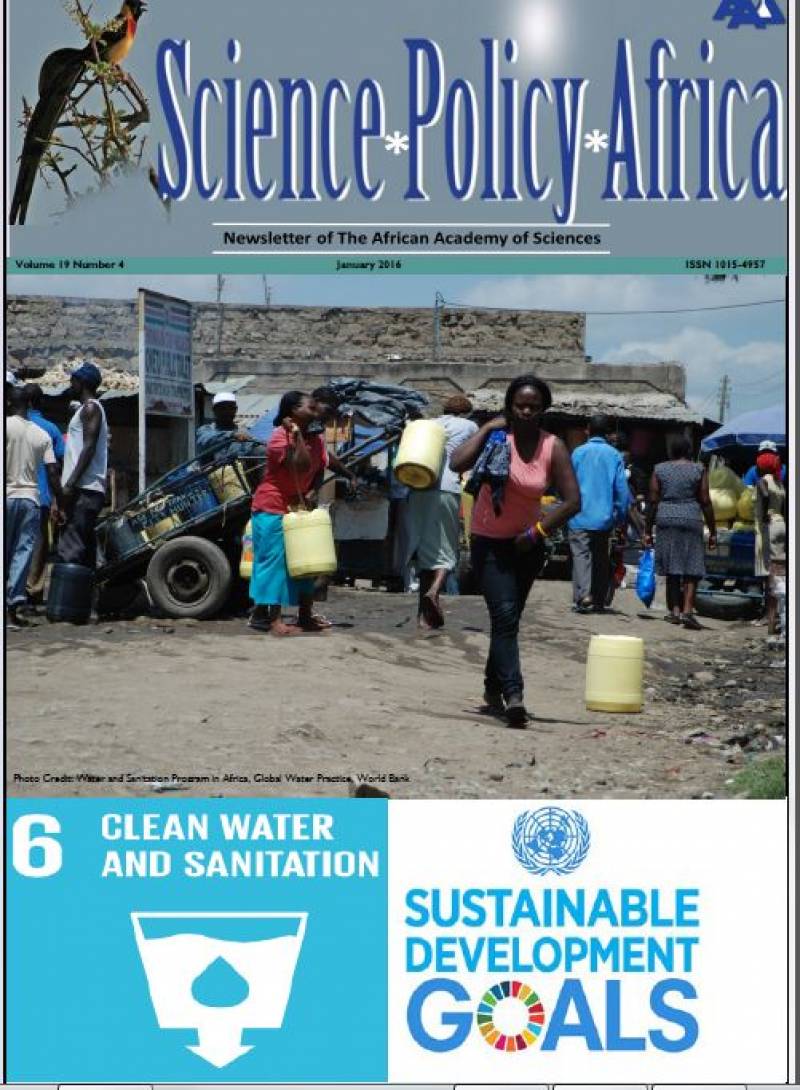 AAS
Science*Policy*Africa
Newsletter of The African Academy of Sciences
Volume 19 Number 4 January 2016 ISSN 1015-4957
Photo Credit: Water and Sanitation Program in Africa, Global Water Practice, World Bank
6 CLEAN WATER
AND SANITATION
SUSTAINABLE
DEVELOPMENT
GOALS